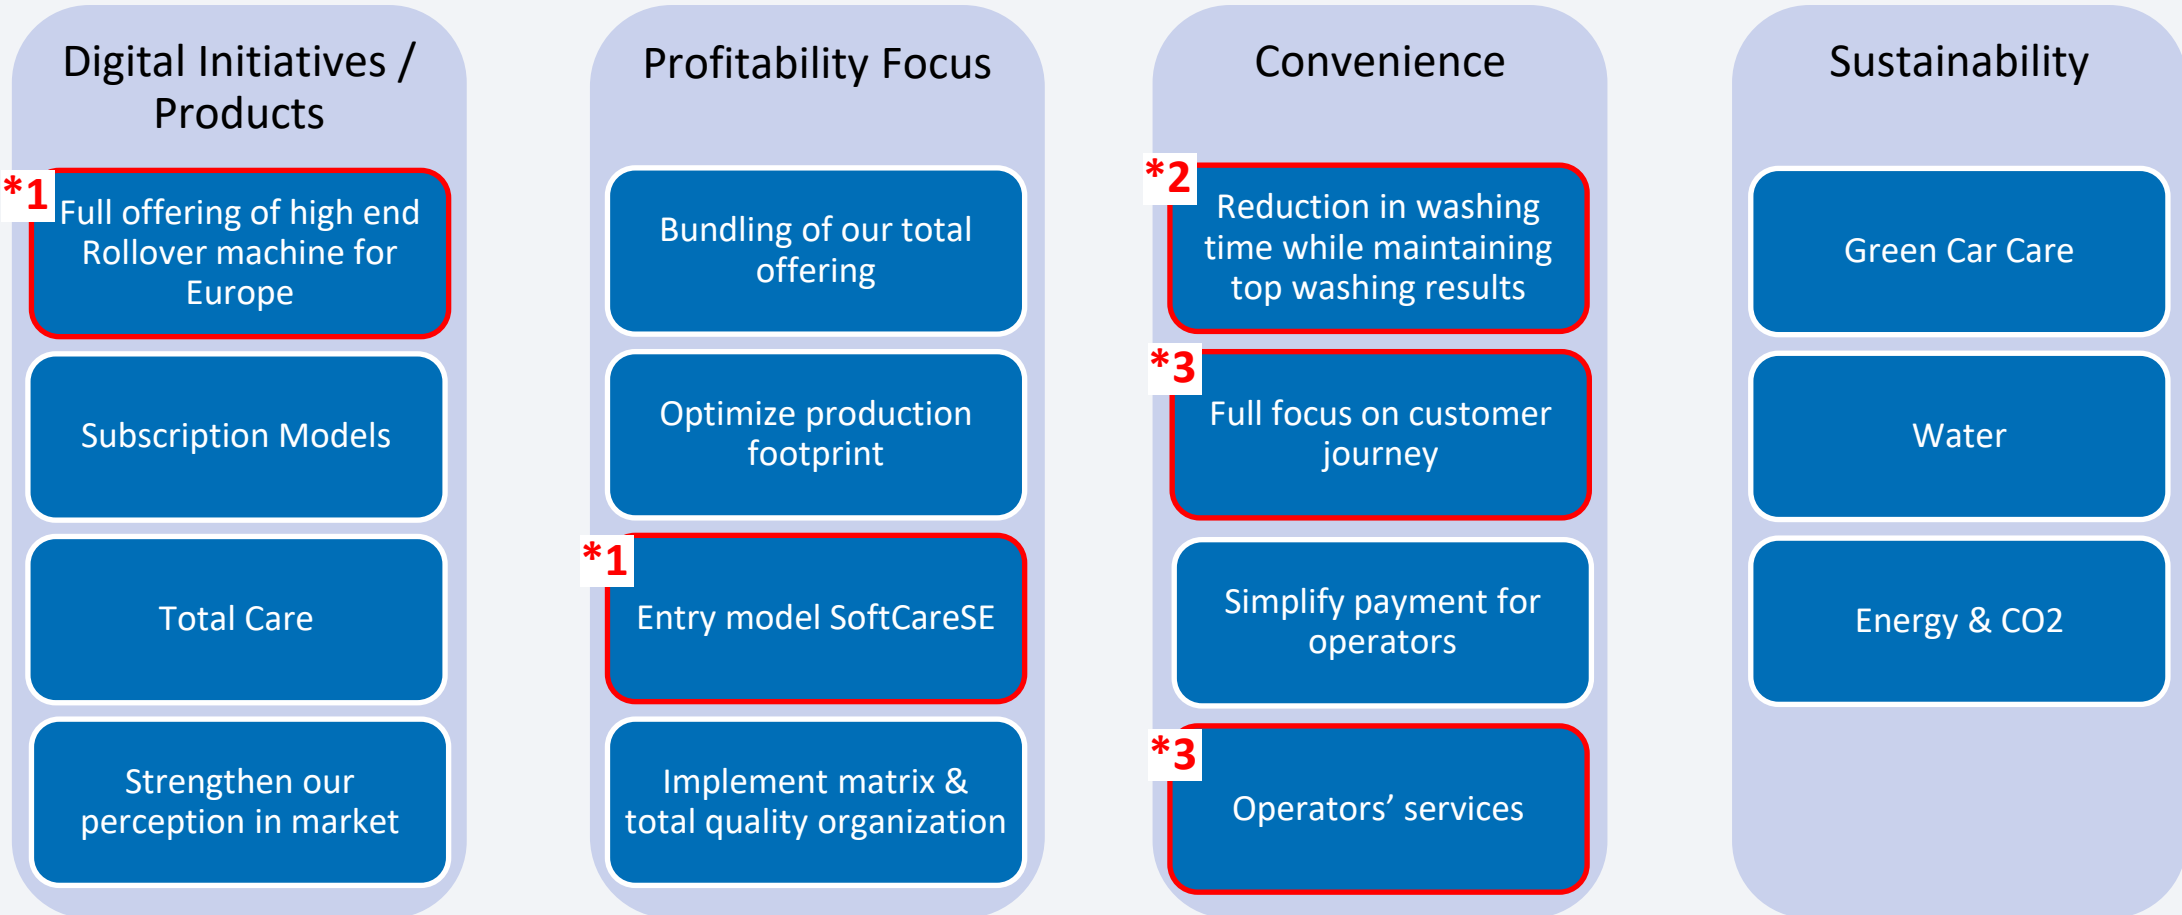 Digital Initiatives /
Products
*1
Full offering of high end
Rollover machine for
Europe
Subscription Models
Total Care
Strengthen our
perception in market
Profitability Focus
Bundling of our total
offering
Optimize production
footprint
*1
Entry model SoftCareSE
Implement matrix &
total quality organization
Convenience
*2
Reduction in washing
time while maintaining
top washing results
*3
Full focus on customer
journey
Simplify payment for
operators
*3
Operators’ services
Sustainability
Green Car Care
Water
Energy & CO2